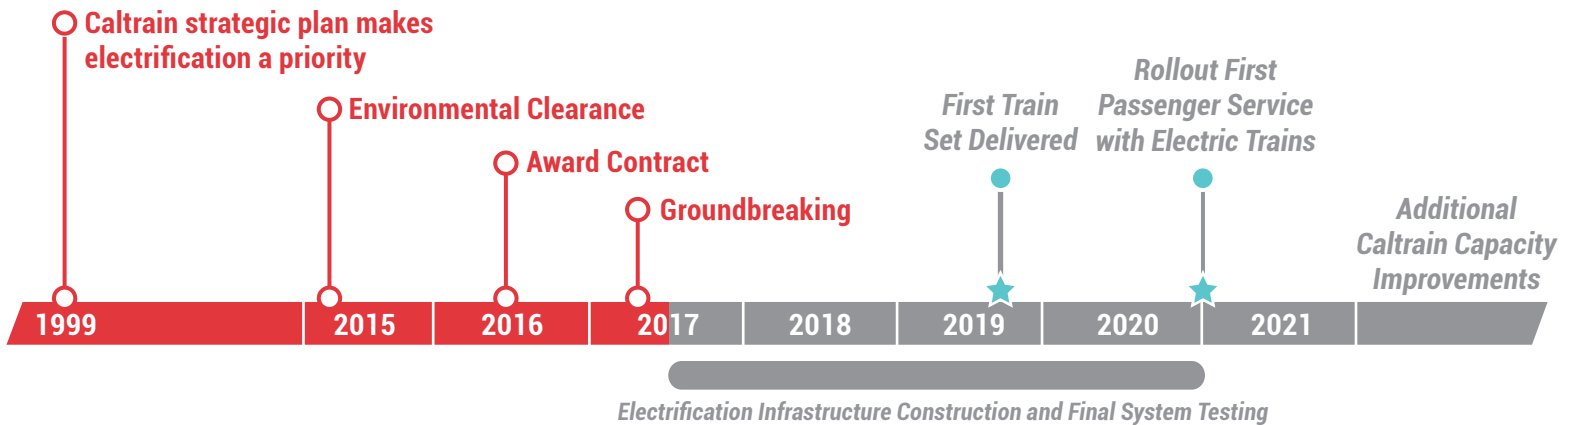 Caltrain strategic plan makes
electrification a priority
Environmental Clearance
Award Contract
Groundbreaking
First Train
Set Delivered
Rollout First
Passenger Service
with Electric Trains
Additional
Caltrain Capacity
Improvements
1999
2015
2016
2017
2018
2019
2020
2021
Electrification Infrastructure Construction and Final System Testing